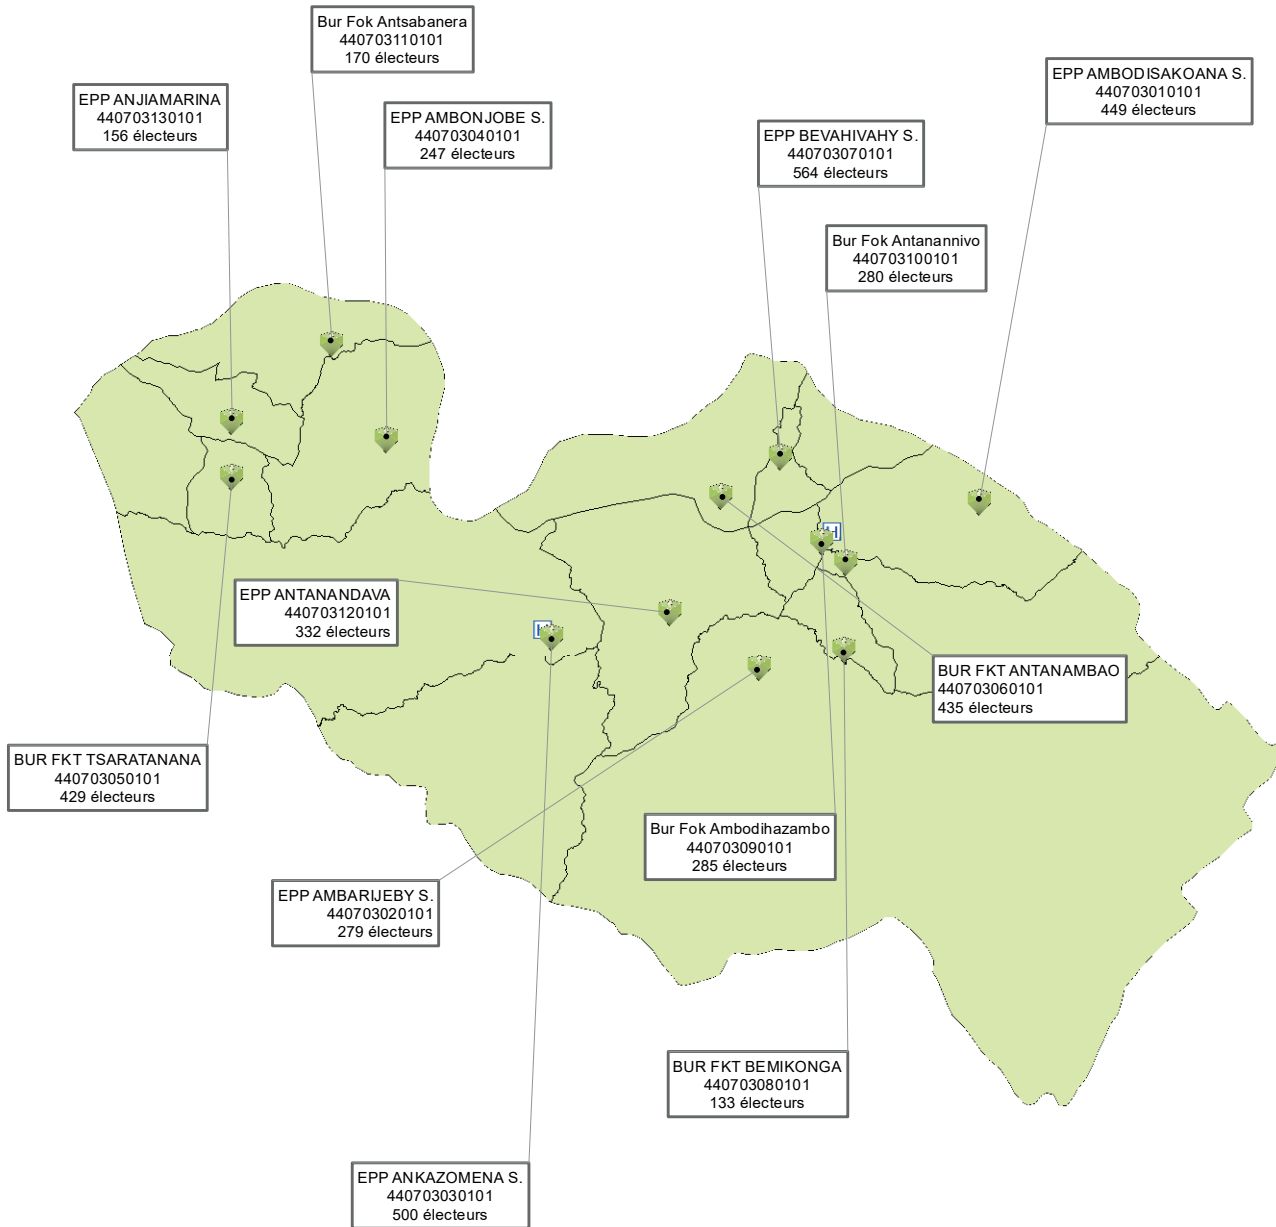 Bur Fok Antsabanera
440703110101
170 électeurs
EPP AMBODISAKOANA S.
440703010101
449 électeurs
EPP ANJIAMARINA
440703130101
156 électeurs
EPP AMBONJOBE S.
440703040101
247 électeurs
EPP BEVAHIVAHY S.
440703070101
564 électeurs
Bur Fok Antanannivo
440703100101
280 électeurs
H
EPP ANTANANDAVA
440703120101
332 électeurs
H
BUR FKT ANTANAMBAO
440703060101
435 électeurs
BUR FKT TSARATANANA
440703050101
429 électeurs
Bur Fok Ambodihazambo
440703090101
285 électeurs
EPP AMBARIJEBY S.
440703020101
279 électeurs
BUR FKT BEMIKONGA
440703080101
133 électeurs
EPP ANKAZOMENA S.
440703030101
500 électeurs